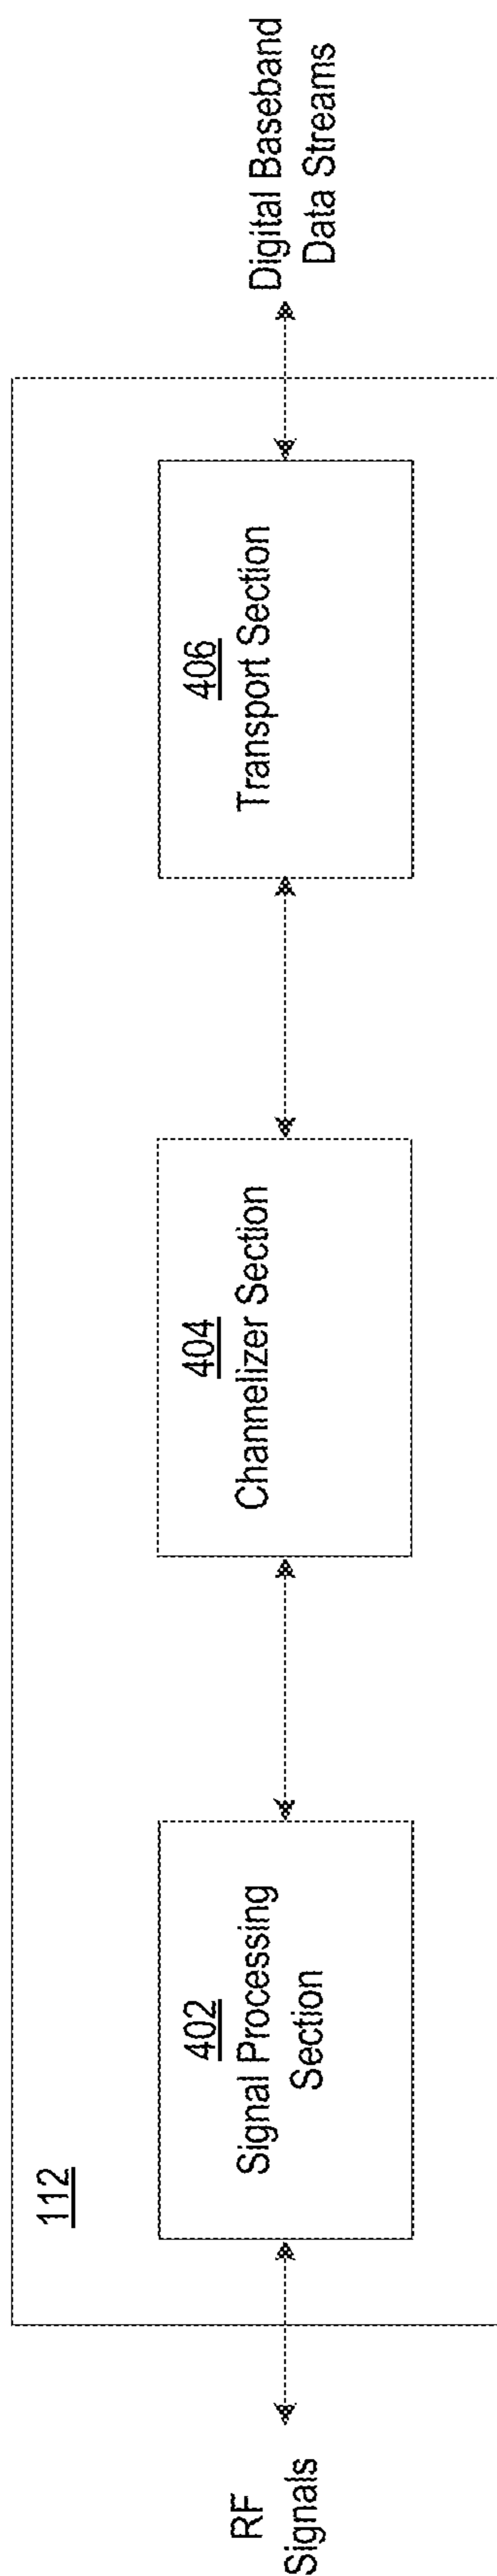 112
RF
Signals
402
Signal Processing
Section
404
Channelizer Section
406
Transport Section
Digital Baseband
Data Streams